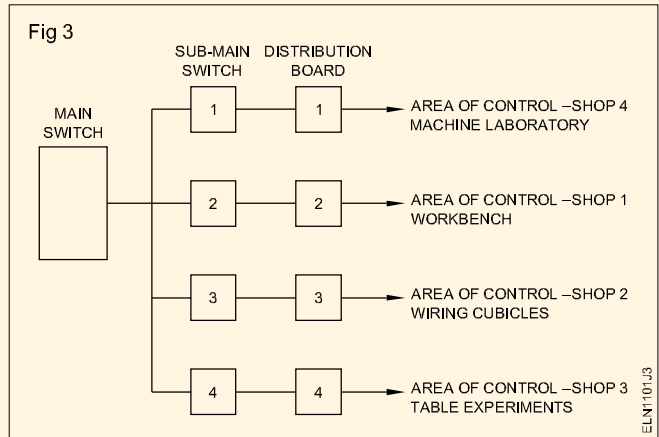 Fig 3
SUB-MAIN
SWITCH
DISTRIBUTION
BOARD
MAIN
SWITCH
1
1
AREA OF CONTROL –SHOP 4
MACHINE LABORATORY
2
2
AREA OF CONTROL –SHOP 1
WORKBENCH
3
3
AREA OF CONTROL –SHOP 2
WIRING CUBICLES
4
4
AREA OF CONTROL –SHOP 3
TABLE EXPERIMENTS
ELN1101J3